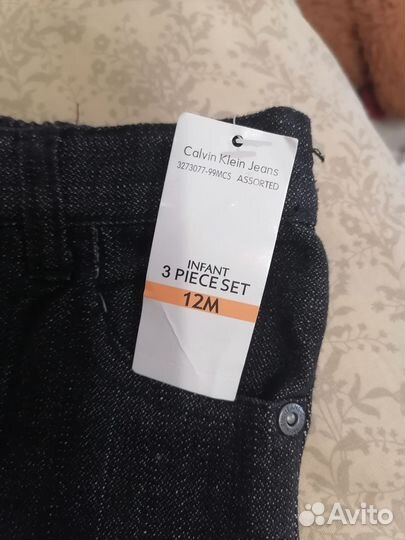 Calvin Klein Jeans
3273077-99MCS ASSORTED
INFANT
3 PIECE SET
12M
Avito